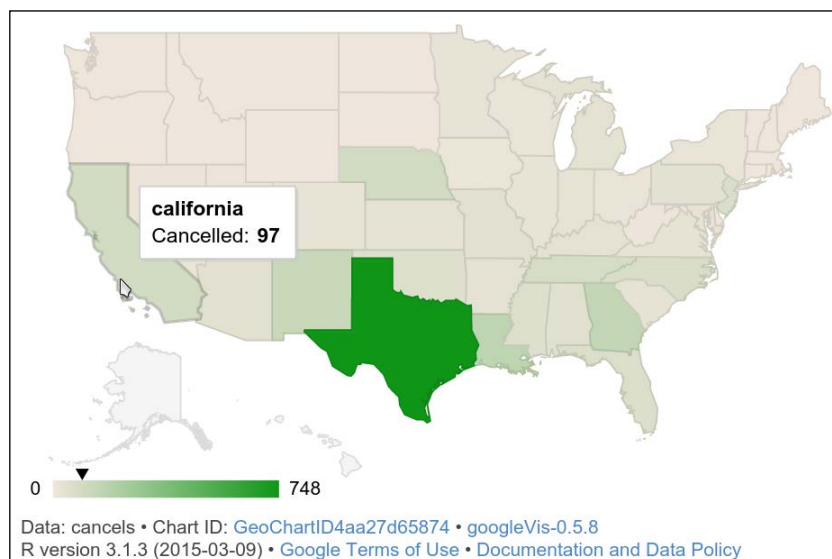 california
Cancelled: 97
0 748
Data: cancels • Chart ID: GeoChartID4aa27d65874 • googleVis-0.5.8
R version 3.1.3 (2015-03-09) • Google Terms of Use • Documentation and Data Policy